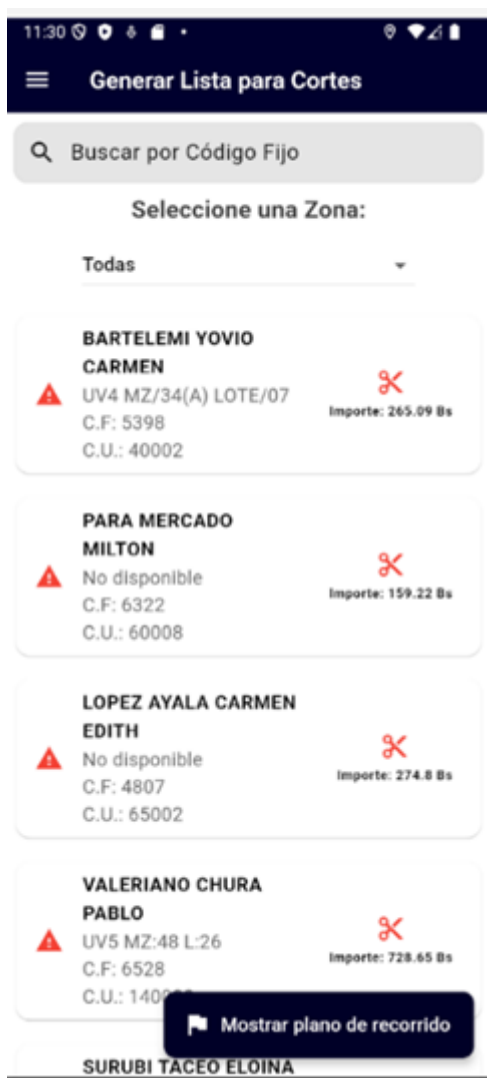 11:30
Generar Lista para Cortes
Buscar por Código Fijo
Seleccione una Zona:
Todas
BARTELEMI YOVIO
CARMEN
UV4 MZ/34(A) LOTE/07
C.F: 5398
C.U.: 40002
Importe: 265.09 Bs
PARA MERCADO
MILTON
No disponible
C.F: 6322
C.U.: 60008
Importe: 159.22 Bs
LOPEZ AYALA CARMEN
EDITH
No disponible
C.F: 4807
C.U.: 65002
Importe: 274.8 Bs
VALERIANO CHURA
PABLO
UV5 MZ:48 L:26
C.F: 6528
C.U.:
Importe: 728.65 Bs
Mostrar plano de recorrido
SURUBI TACEO ELOINA